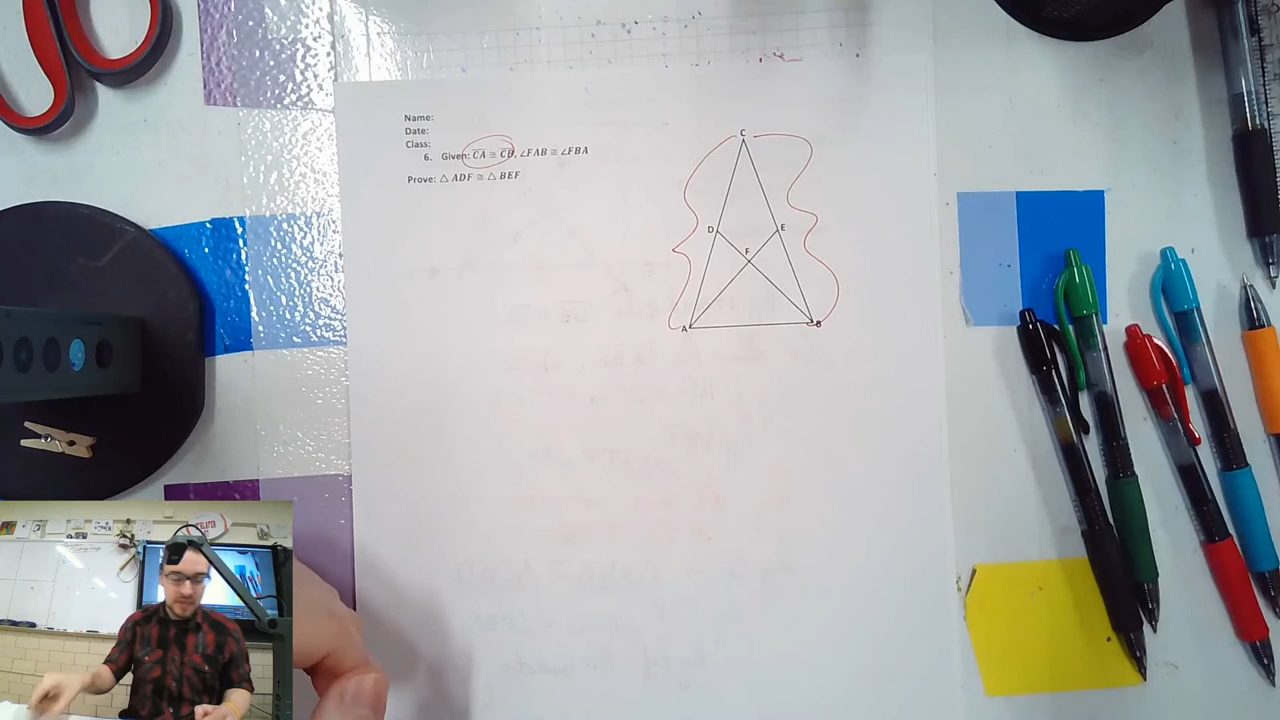 Name:
Date:
Class:
6. Given: CA ≅ CB, ∠FAB ≅ ∠FBA
Prove: △ ADF ≅ △ BEF
C
D E
F
A B